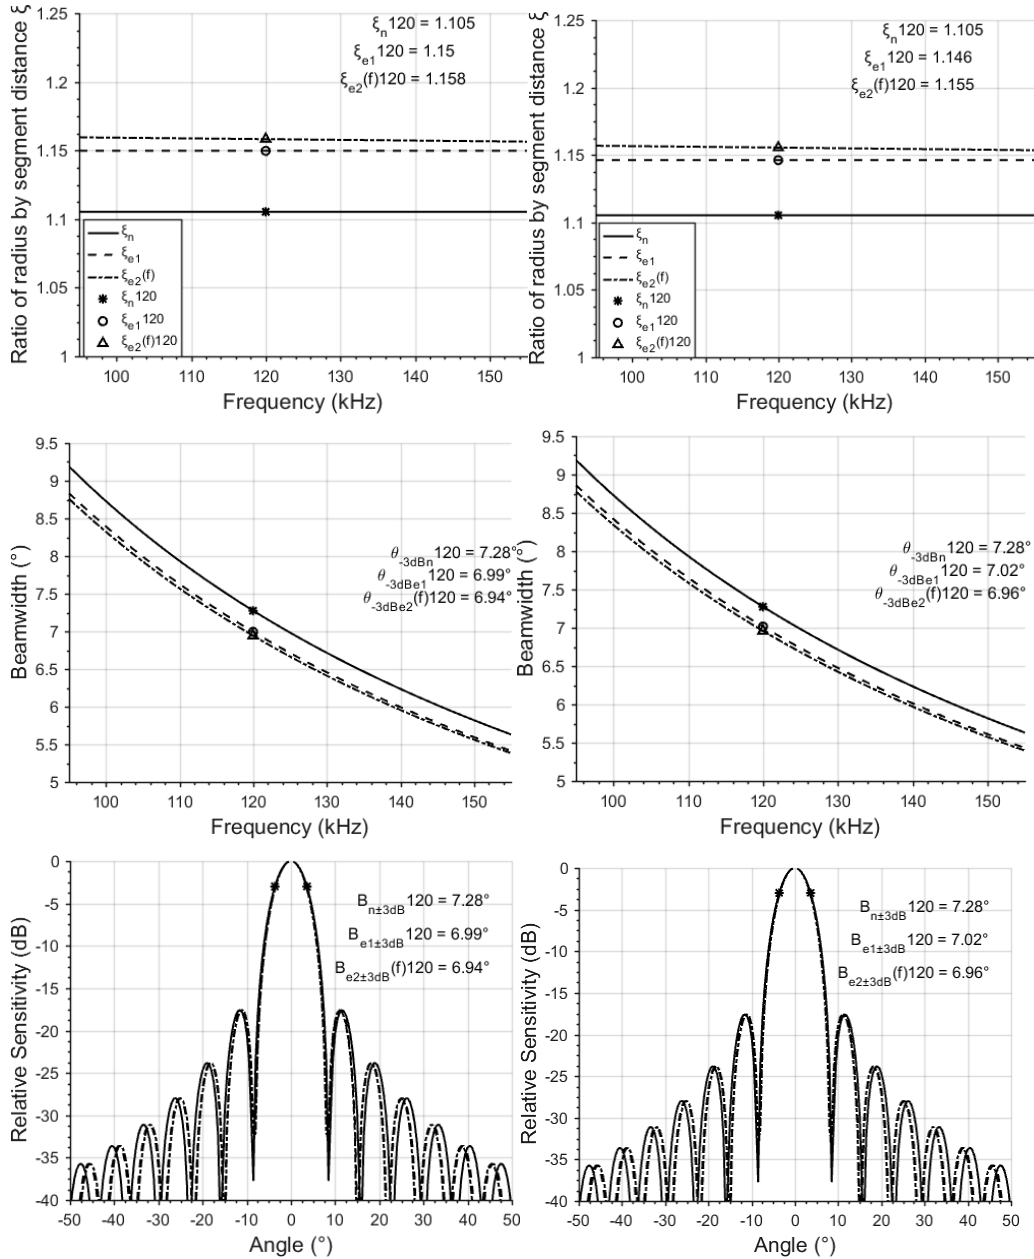 Ratio of radius by segment distance ξ
1.25
1.2
1.15
1.1
1.05
1
ξn120 = 1.105
ξe1120 = 1.15
ξe2(f)120 = 1.158
ξn
ξe1
ξe2(f)
ξn120
ξe1120
ξe2(f)120
100 110 120 130 140 150
Frequency (kHz)
Ratio of radius by segment distance ξ
1.25
1.2
1.15
1.1
1.05
1
ξn120 = 1.105
ξe1120 = 1.146
ξe2(f)120 = 1.155
ξn
ξe1
ξe2(f)
ξn120
ξe1120
ξe2(f)120
100 110 120 130 140 150
Frequency (kHz)
Beamwidth (°)
9.5
9
8.5
8
7.5
7
6.5
6
5.5
5
θ-3dBn120 = 7.28°
θ-3dBe1120 = 6.99°
θ-3dBe2(f)120 = 6.94°
100 110 120 130 140 150
Frequency (kHz)
Beamwidth (°)
9.5
9
8.5
8
7.5
7
6.5
6
5.5
5
θ-3dBn120 = 7.28°
θ-3dBe1120 = 7.02°
θ-3dBe2(f)120 = 6.96°
100 110 120 130 140 150
Frequency (kHz)
Relative Sensitivity (dB)
0
-5
-10
-15
-20
-25
-30
-35
-40
Bn±3dB120 = 7.28°
Be1±3dB120 = 6.99°
Be2±3dB(f)120 = 6.94°
-50 -40 -30 -20 -10 0 10 20 30 40 50
Angle (°)
Relative Sensitivity (dB)
0
-5
-10
-15
-20
-25
-30
-35
-40
Bn±3dB120 = 7.28°
Be1±3dB120 = 7.02°
Be2±3dB(f)120 = 6.96°
-50 -40 -30 -20 -10 0 10 20 30 40 50
Angle (°)